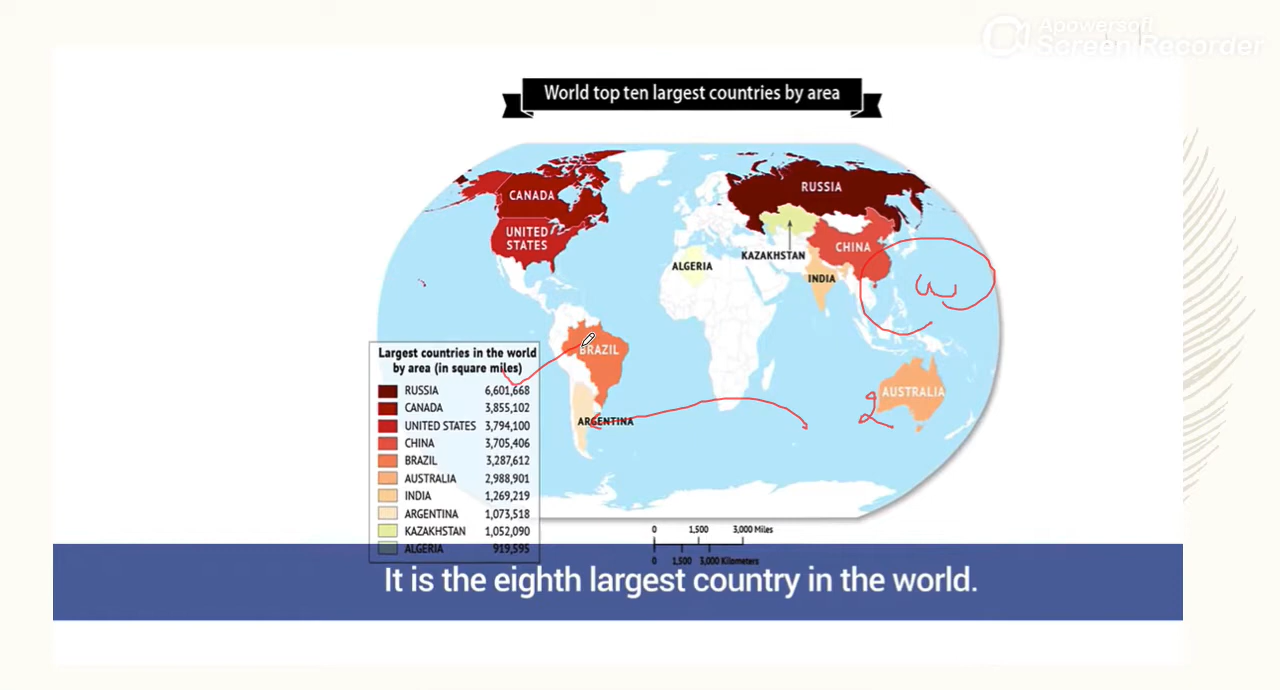 Apowersoft
Screen Recorder
World top ten largest countries by area
CANADA
RUSSIA
UNITED
STATES
CHINA
KAZAKHSTAN
ALGERIA
INDIA
BRAZIL
AUSTRALIA
ARGENTINA
Largest countries in the world
by area (in square miles)
RUSSIA 6,601,668
CANADA 3,855,102
UNITED STATES 3,794,100
CHINA 3,705,406
BRAZIL 3,287,612
AUSTRALIA 2,988,901
INDIA 1,269,219
ARGENTINA 1,073,518
KAZAKHSTAN 1,052,090
ALGERIA 919,595
0 1,500 3,000 Miles
0 1,500 3,000 Kilometers
It is the eighth largest country in the world.